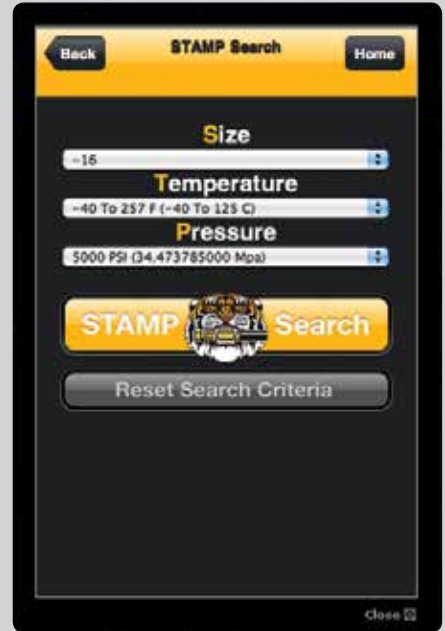 Back
STAMP Search
Home
Size
-16
Temperature
-40 To 257 F (-40 To 125 C)
Pressure
5000 PSI (34.473785000 Mpa)
STAMP Search
Reset Search Criteria
Close